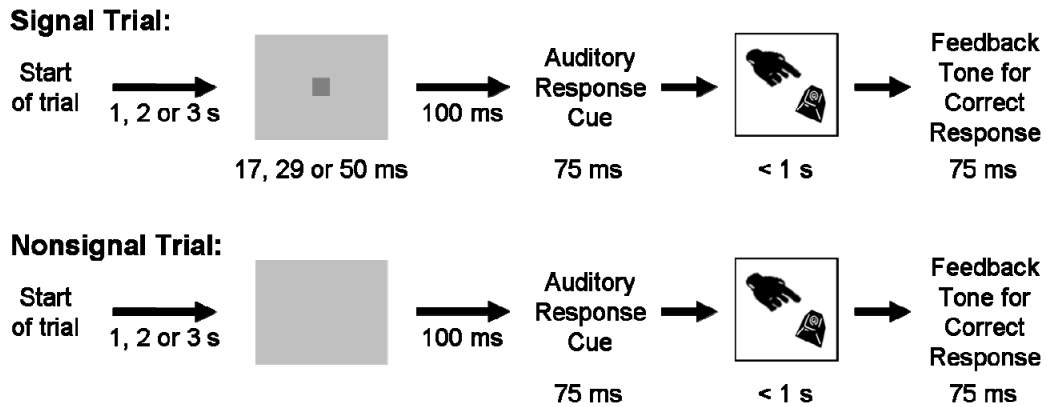 Signal Trial:
Start
of trial
1, 2 or 3 s
17, 29 or 50 ms
100 ms
Auditory
Response
Cue
75 ms
< 1 s
Feedback
Tone for
Correct
Response
75 ms
Nonsignal Trial:
Start
of trial
1, 2 or 3 s
100 ms
Auditory
Response
Cue
75 ms
< 1 s
Feedback
Tone for
Correct
Response
75 ms